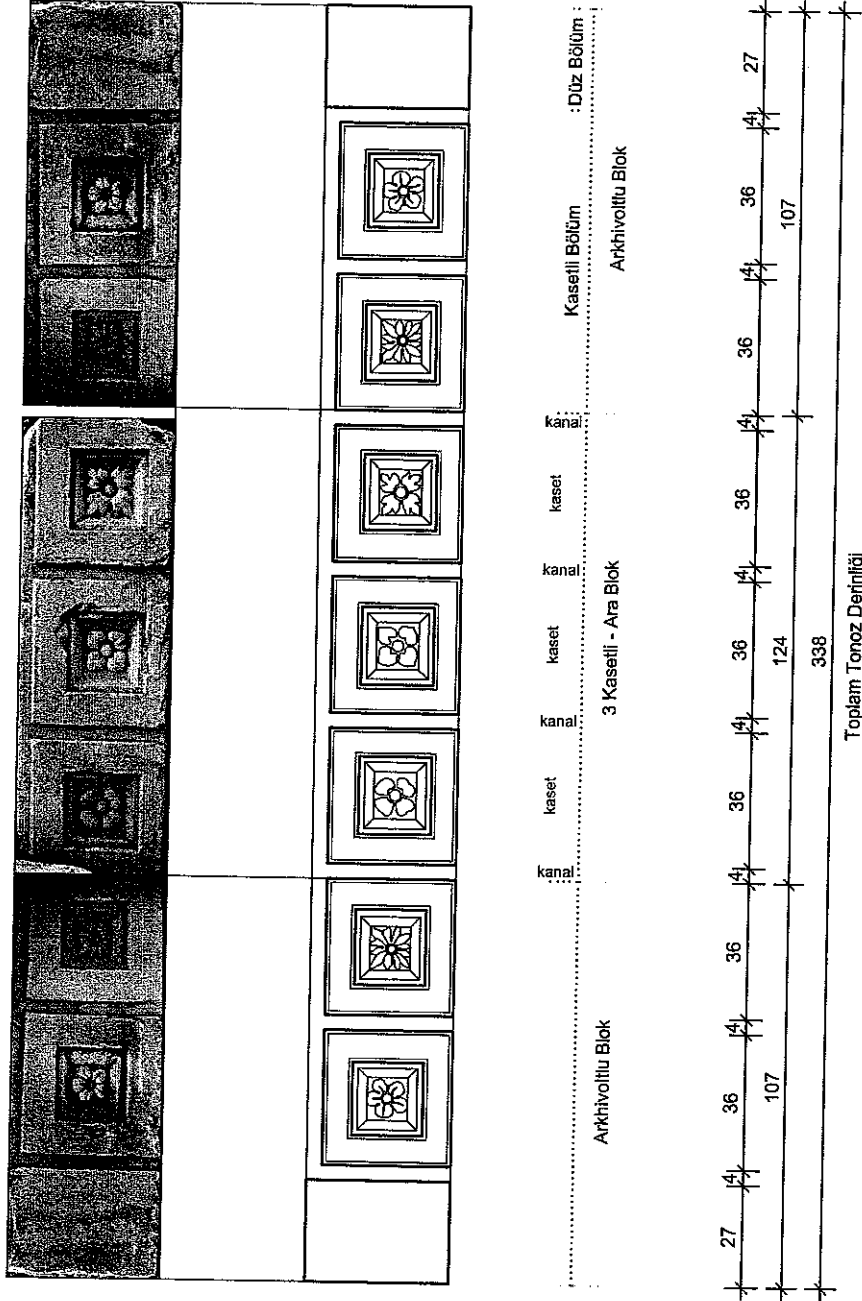 :Düz Bölüm :
Kasetli Bölüm
Arkhivolttu Blok
kanal
kaset
kanal
kaset
3 Kasetli - Ara Blok
kanal
kaset
kanal
Arkhivolttu Blok
27
4
36
4
107
36
4
36
4
36
124
338
4
36
4
36
4
36
107
4
27
Toplam Tonoz Derinliği